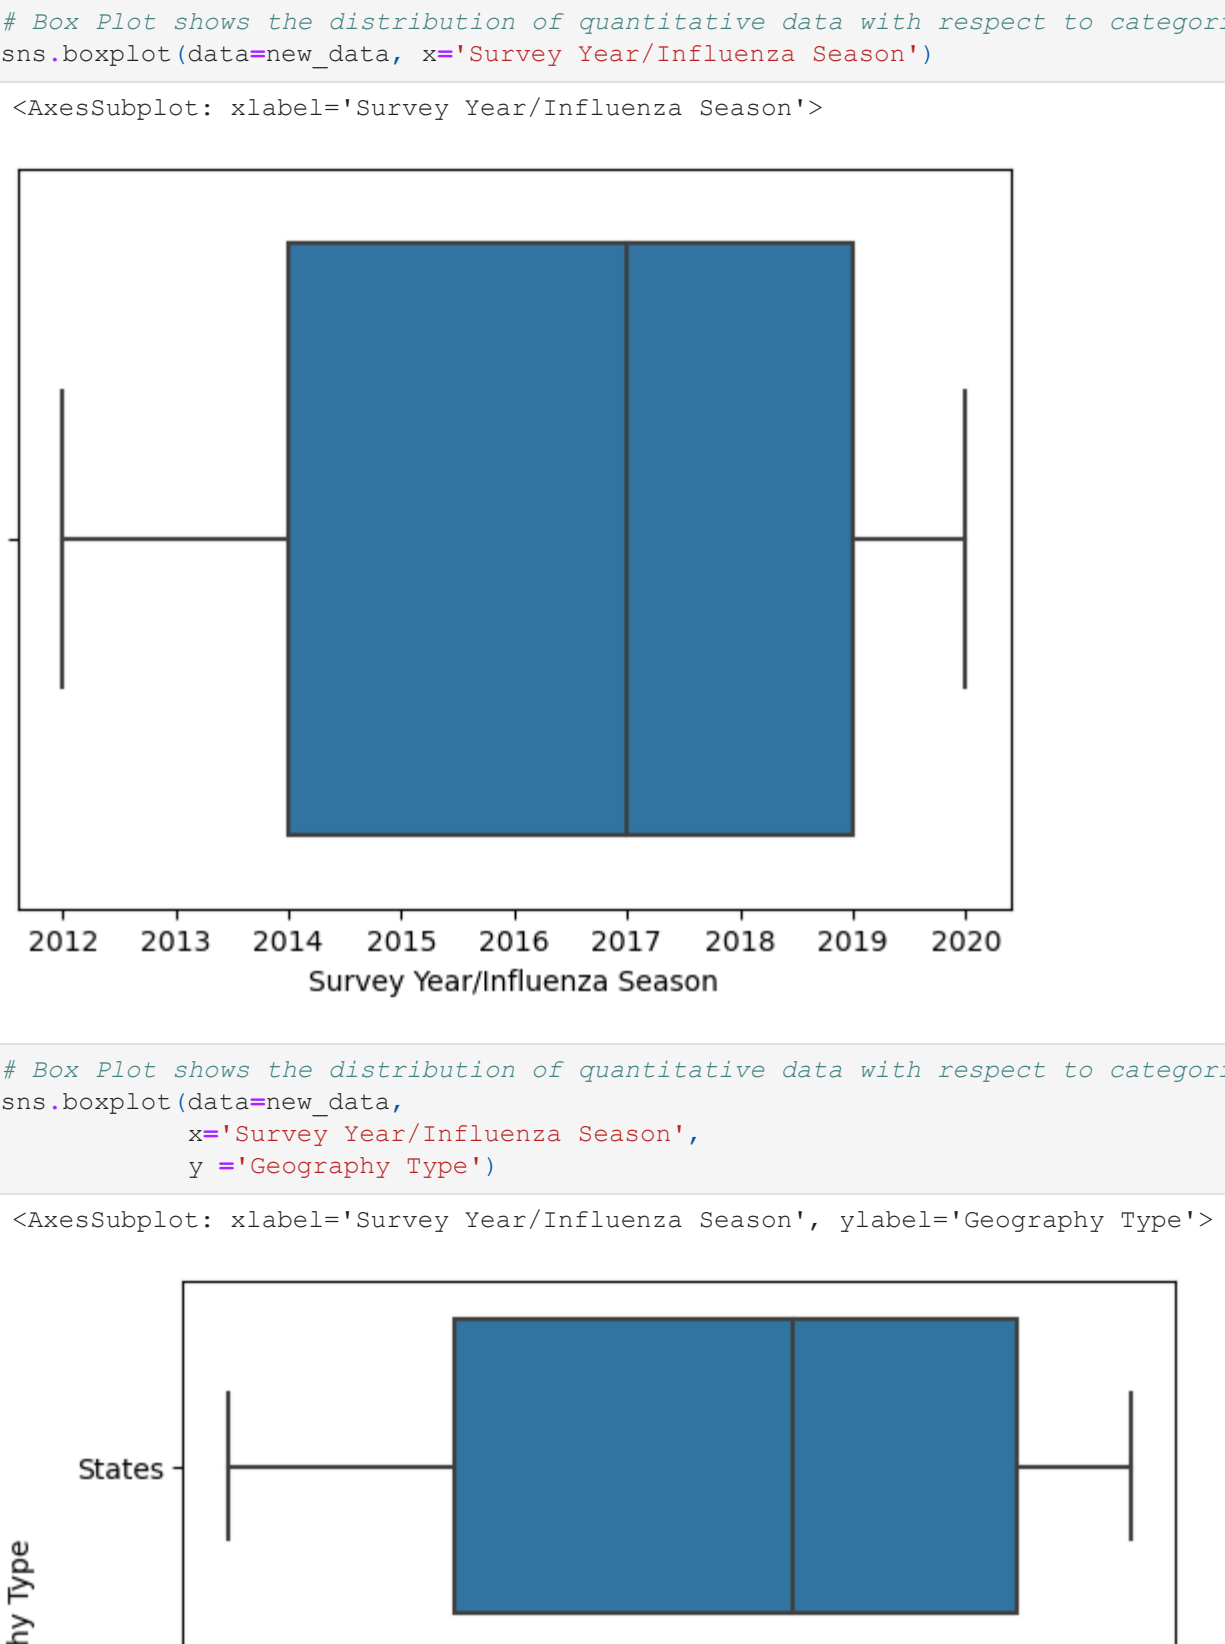 # Box Plot shows the distribution of quantitative data with respect to
sns.boxplot(data=new_data, x='Survey Year/Influenza Season')
<AxesSubplot: xlabel='Survey Year/Influenza Season'>
2012 2013 2014 2015 2016 2017 2018 2019 2020
Survey Year/Influenza Season
# Box Plot shows the distribution of quantitative data with respect to
sns.boxplot(data=new_data,
x='Survey Year/Influenza Season',
y ='Geography Type')
<AxesSubplot: xlabel='Survey Year/Influenza Season', ylabel='Geography Type'>
States
Type